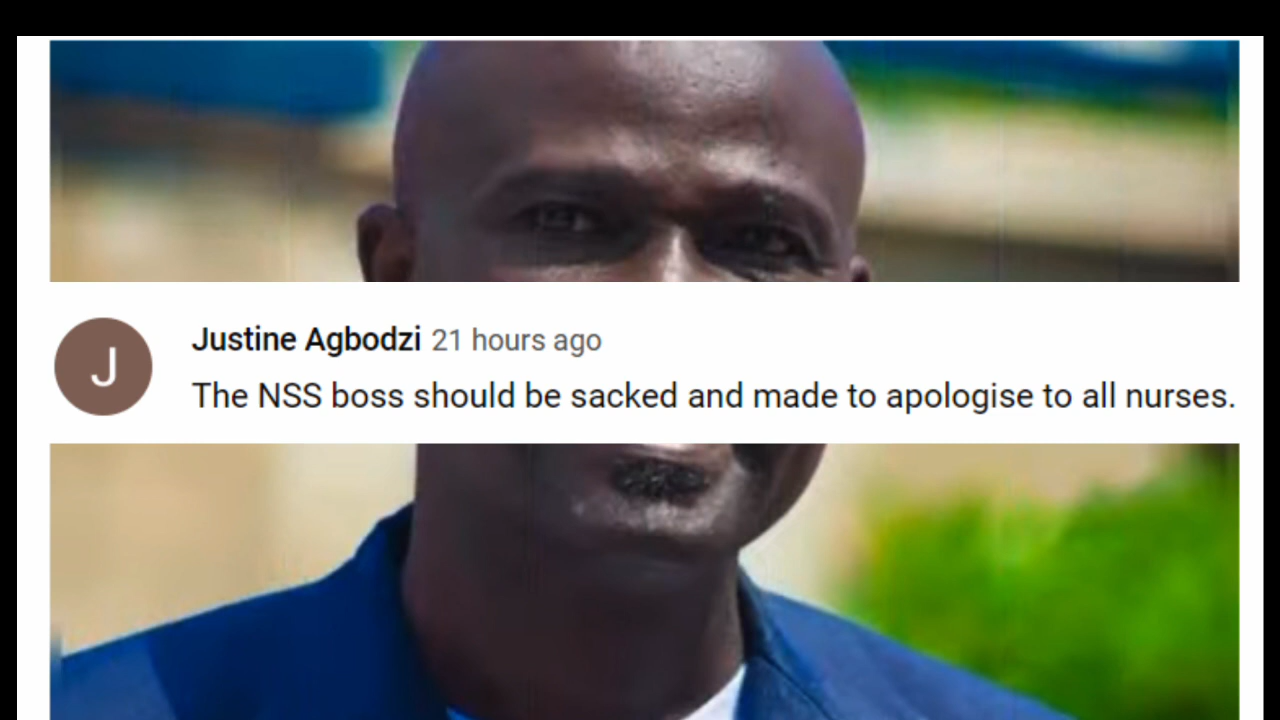 J
Justine Agbodzi 21 hours ago
The NSS boss should be sacked and made to apologise to all nurses.